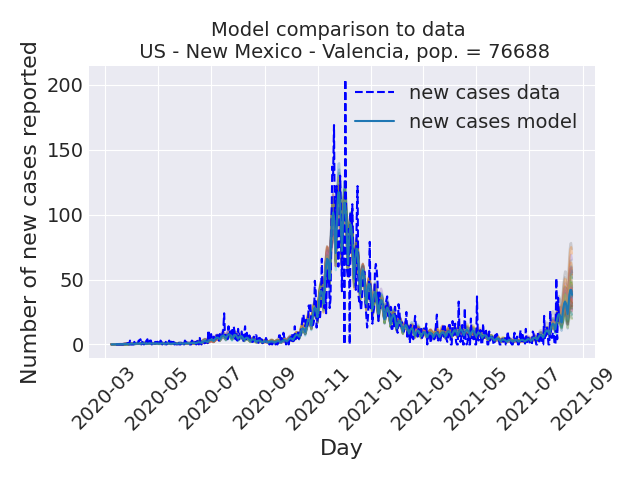 Model comparison to data
US - New Mexico - Valencia, pop. = 76688
Number of new cases reported
200
150
100
50
0
new cases data
new cases model
2020-03
2020-05
2020-07
2020-09
2020-11
2021-01
2021-03
2021-05
2021-07
2021-09
Day